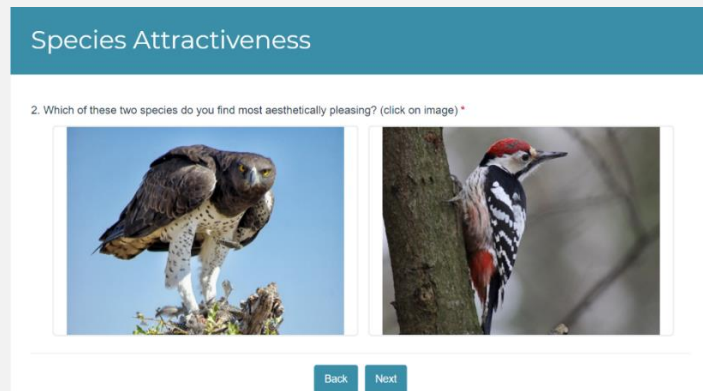 Species Attractiveness
2. Which of these two species do you find most aesthetically pleasing? (click on image) *
Back Next